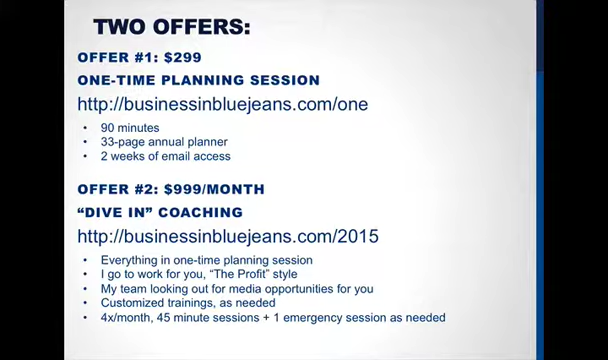 TWO OFFERS:
OFFER #1: $299
ONE-TIME PLANNING SESSION
http://businessinbluejeans.com/one
• 90 minutes
• 33-page annual planner
• 2 weeks of email access
OFFER #2: $999/MONTH
“DIVE IN” COACHING
http://businessinbluejeans.com/2015
• Everything in one-time planning session
• I go to work for you, “The Profit” style
• My team looking out for media opportunities for you
• Customized trainings, as needed
• 4x/month, 45 minute sessions + 1 emergency session as needed